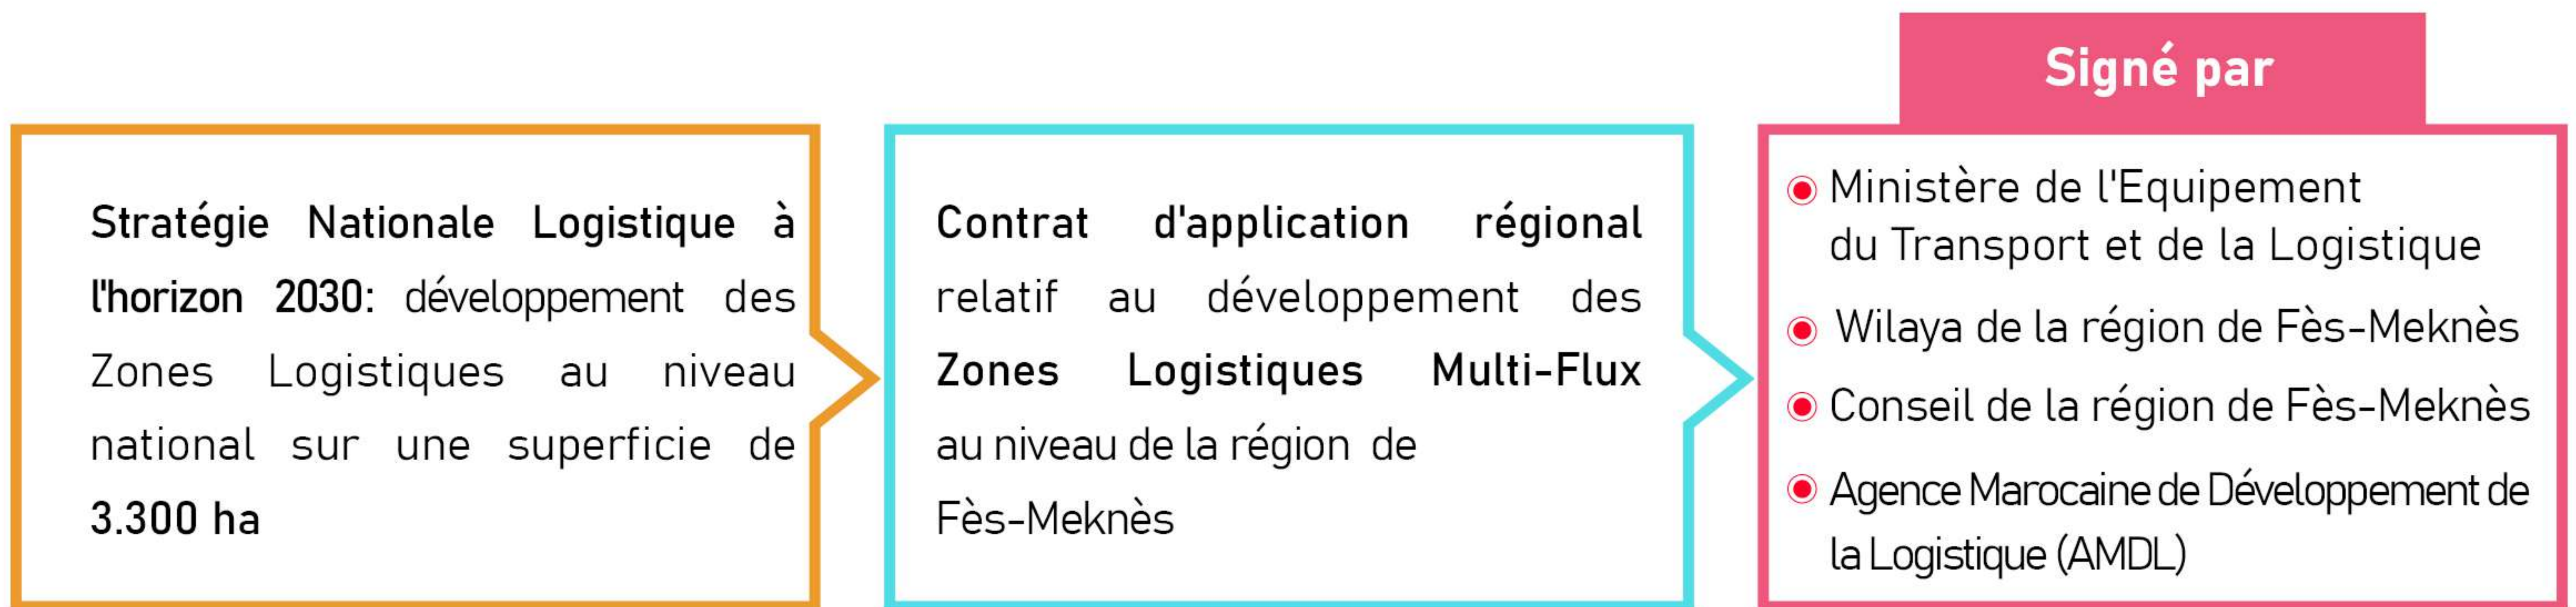 Stratégie Nationale Logistique à
l'horizon 2030: développement des
Zones Logistiques au niveau
national sur une superficie de
3.300 ha
Contrat d'application régional
relatif au développement des
Zones Logistiques Multi-Flux
au niveau de la région de
Fès-Meknès
Signé par
Ministère de l'Equipement
du Transport et de la Logistique
Wilaya de la région de Fès-Meknès
Conseil de la région de Fès-Meknès
Agence Marocaine de Développement de
la Logistique (AMDL)